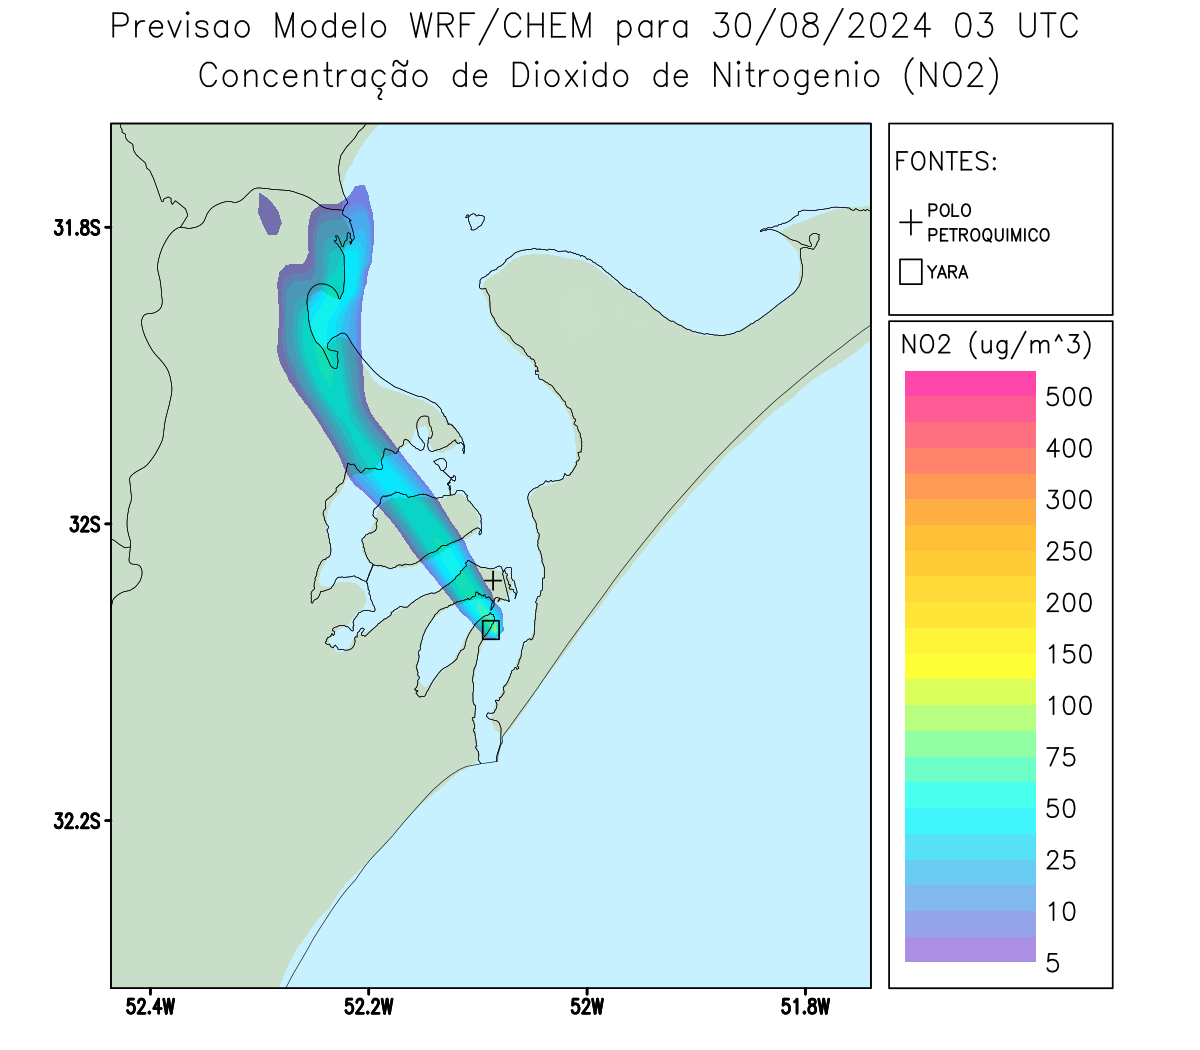 Previsao Modelo WRF/CHEM para 30/08/2024 03 UTC
Concentração de Dioxido de Nitrogenio (NO2)
FONTES:
POLO
PETROQUIMICO
YARA
NO2 (ug/m^3)
500
400
300
250
200
150
100
75
50
25
10
5
31.8S
32S
32.2S
52.4W
52.2W
52W
51.8W